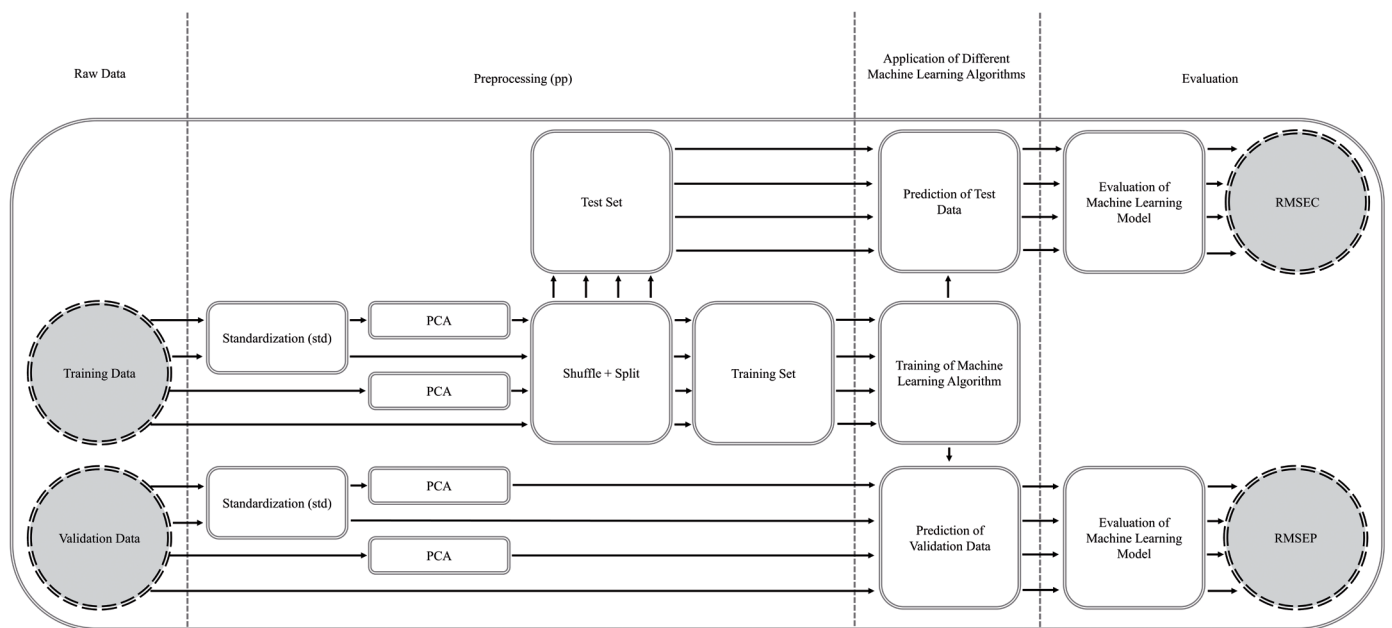 Raw Data
Preprocessing (pp)
Application of Different
Machine Learning Algorithms
Evaluation
Test Set
Prediction of Test
Data
Evaluation of
Machine Learning
Model
RMSEC
Training Data
Standardization (std)
PCA
PCA
Shuffle + Split
Training Set
Training of Machine
Learning Algorithm
Validation Data
Standardization (std)
PCA
PCA
Prediction of
Validation Data
Evaluation of
Machine Learning
Model
RMSEP